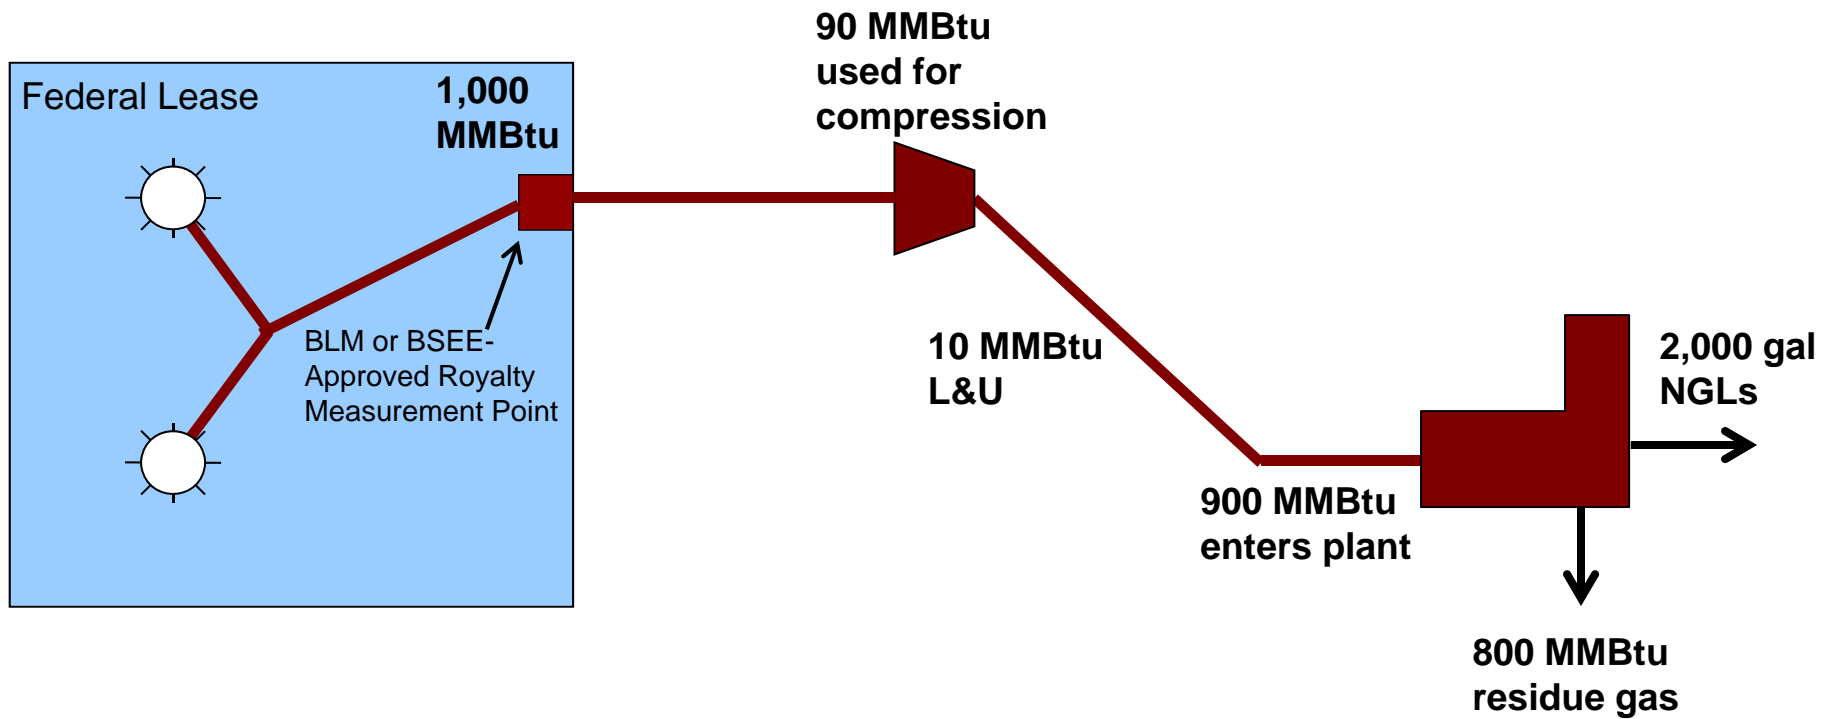 90 MMBtu
used for
compression
Federal Lease
1,000
MMBtu
BLM or BSEE-
Approved Royalty
Measurement Point
10 MMBtu
L&U
900 MMBtu
enters plant
2,000 gal
NGLs
800 MMBtu
residue gas